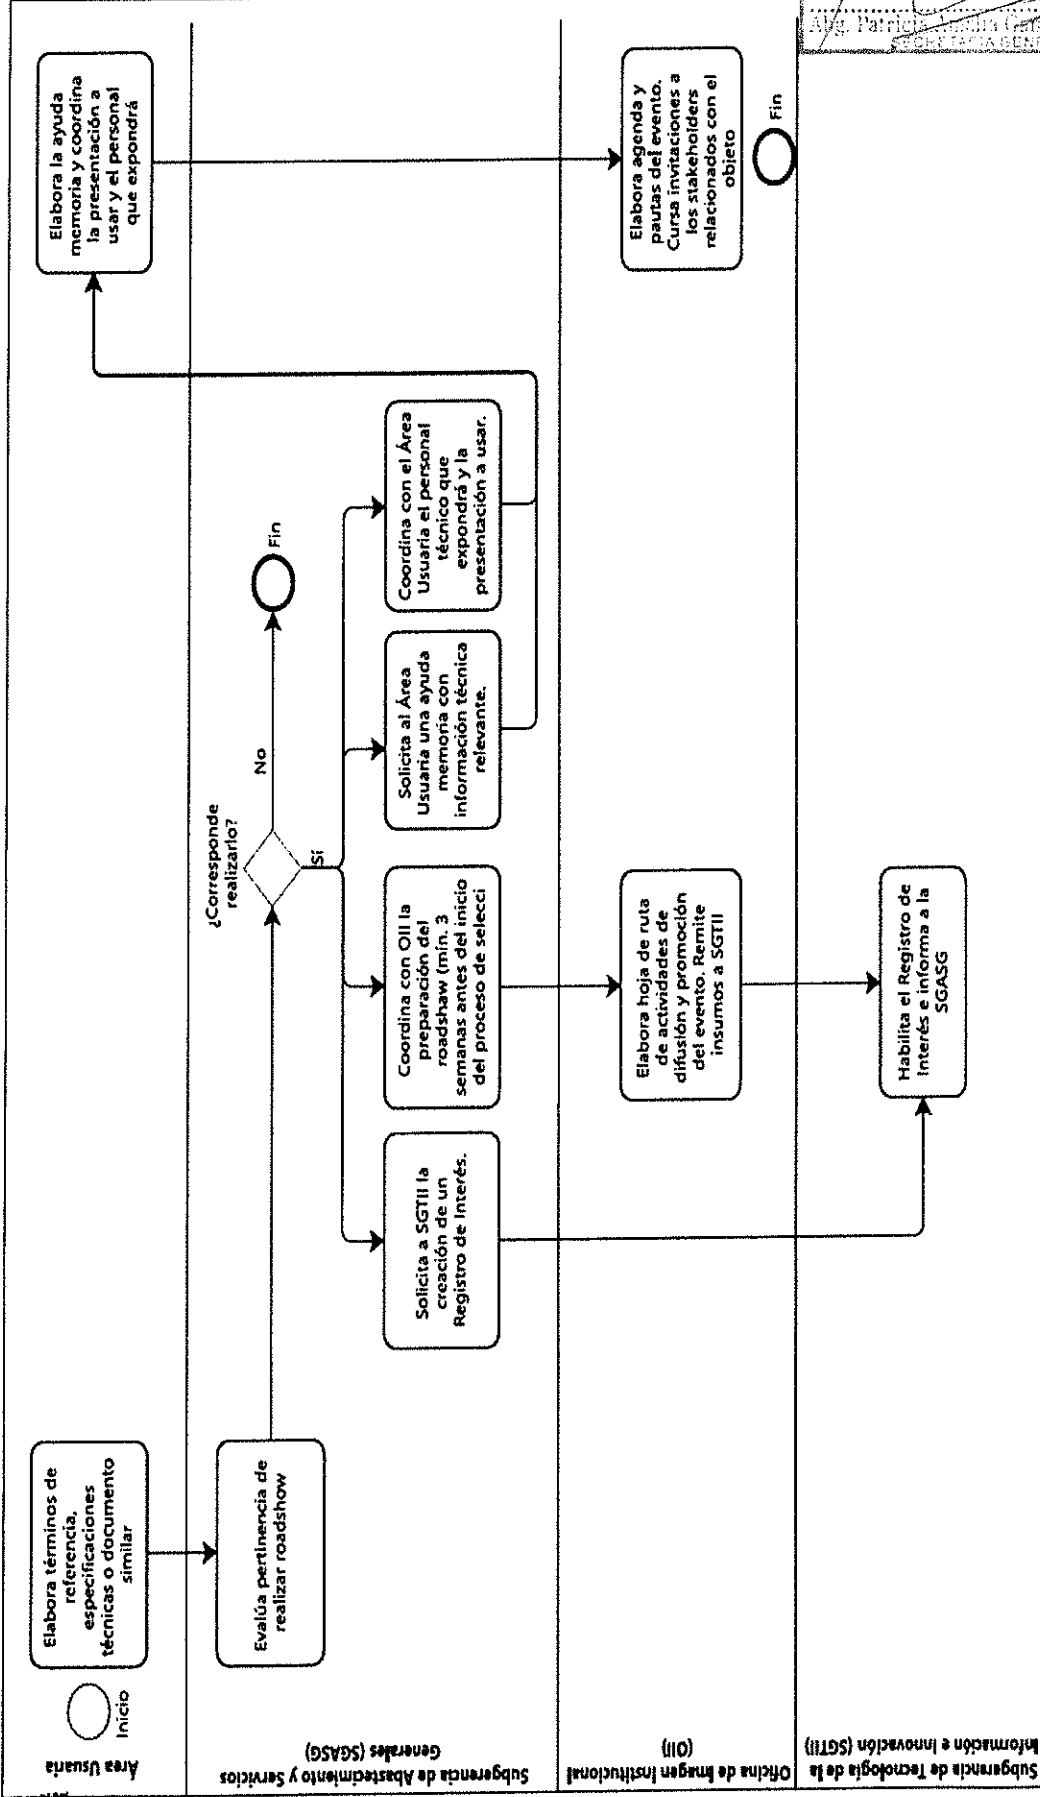 Área Usuaria
Inicio
Elabora términos de
referencia,
especificaciones
técnicas o documento
similar
Elabora la ayuda
memoria y coordina
la presentación a
usar y el personal
que expondrá
Subgerencia de Abastecimiento y Servicios
Generales (SGASG)
Evalúa pertinencia de
realizar roadshow
¿Corresponde
realizarlo?
No
Fin
Sí
Solicita a SGTII la
creación de un
Registro de Interés.
Coordina con OII la
preparación del
roadshaw (mín. 3
semanas antes del inicio
del proceso de selecci
Solicita al Área
Usuaria una ayuda
memoria con
información técnica
relevante.
Coordina con el Área
Usuaria el personal
técnico que
expondrá y la
presentación a usar.
Oficina de Imagen Institucional
(OII)
Elabora hoja de ruta
de actividades de
difusión y promoción
del evento. Remite
insumos a SGTII
Elabora agenda y
pautas del evento.
Cursa invitaciones a
los stakeholders
relacionados con el
objeto
Fin
Subgerencia de Tecnología de la
Información e Innovación (SGTII)
Habilita el Registro de
Interés e informa a la
SGASG
Abg. Patricia